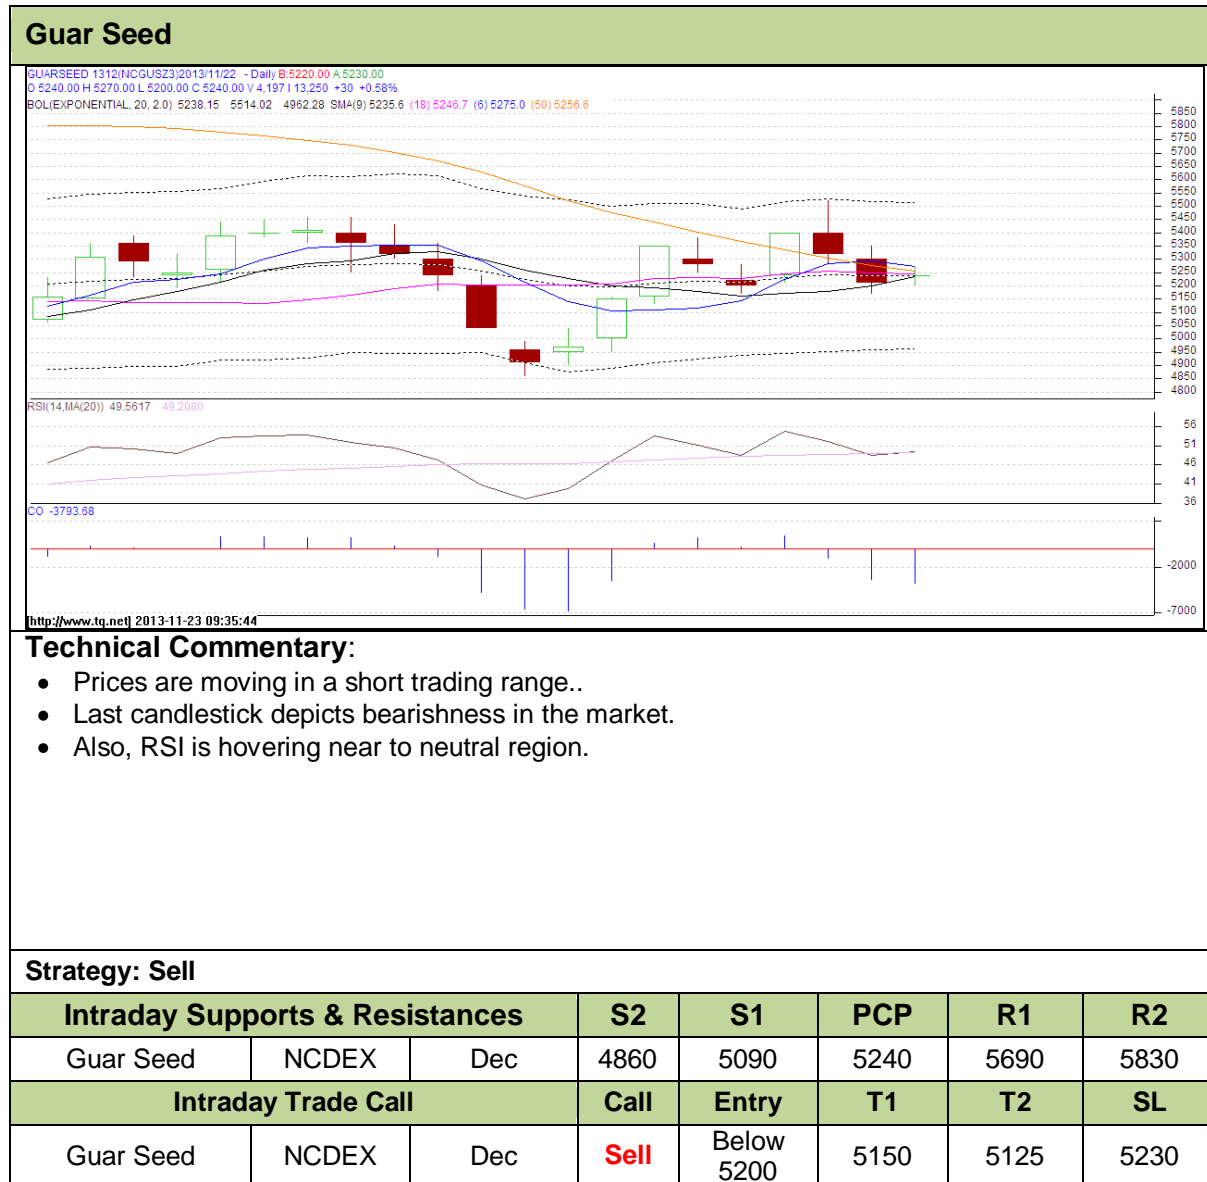 Guar Seed
GUARSEED 1312(NCGUSZ3)2013/11/22 - Daily B:5220.00 A:5230.00
O 5240.00 H 5270.00 L 5200.00 C 5240.00 V 4,197 I 13,250 +30 +0.58%
BOL(EXPONENTIAL, 20, 2.0) 5238.15 5514.02 4962.28 SMA(9) 5235.6 (18) 5246.7 (6) 5275.0 (50) 5256.6
5850
5800
5750
5700
5650
5600
5550
5500
5450
5400
5350
5300
5250
5200
5150
5100
5050
5000
4950
4900
4850
4800
RSI(14,MA(20)) 49.5617 49.2080
56
51
46
41
36
CO -3793.68
-2000
-7000
[http://www.tq.net] 2013-11-23 09:35:44
Technical Commentary:
• Prices are moving in a short trading range..
• Last candlestick depicts bearishness in the market.
• Also, RSI is hovering near to neutral region.
Strategy: Sell
Intraday Supports & Resistances S2 S1 PCP R1 R2
Guar Seed NCDEX Dec 4860 5090 5240 5690 5830
Intraday Trade Call Call Entry T1 T2 SL
Guar Seed NCDEX Dec Sell Below 5200 5150 5125 5230